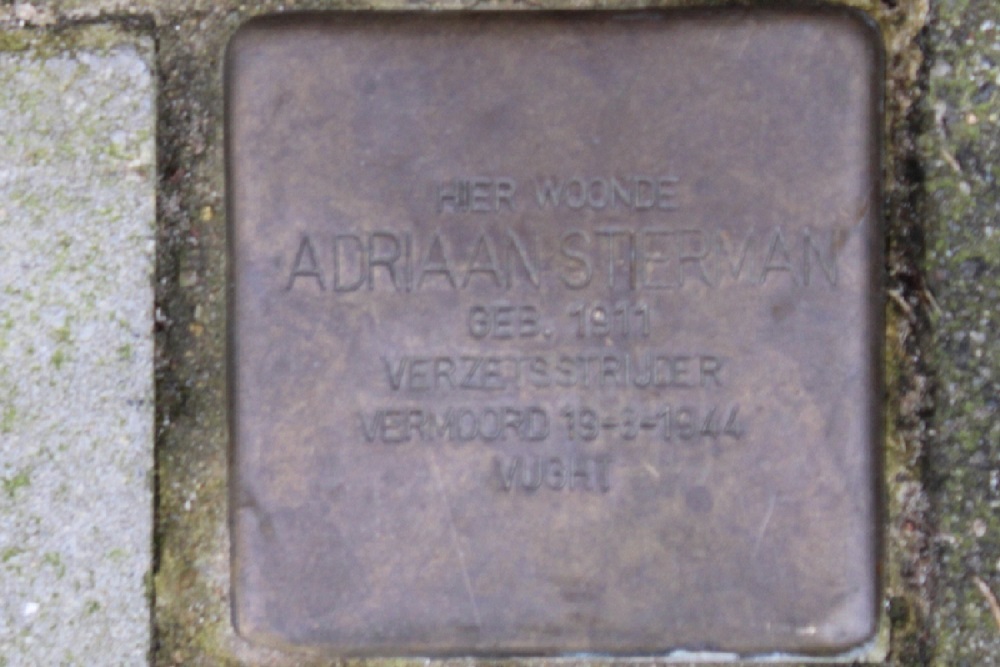 HIER WOONDE
ADRIAAN STIERMAN
GEB. 1911
VERZETSSTRIJDER
VERMOORD 19-8-1944
VUGHT